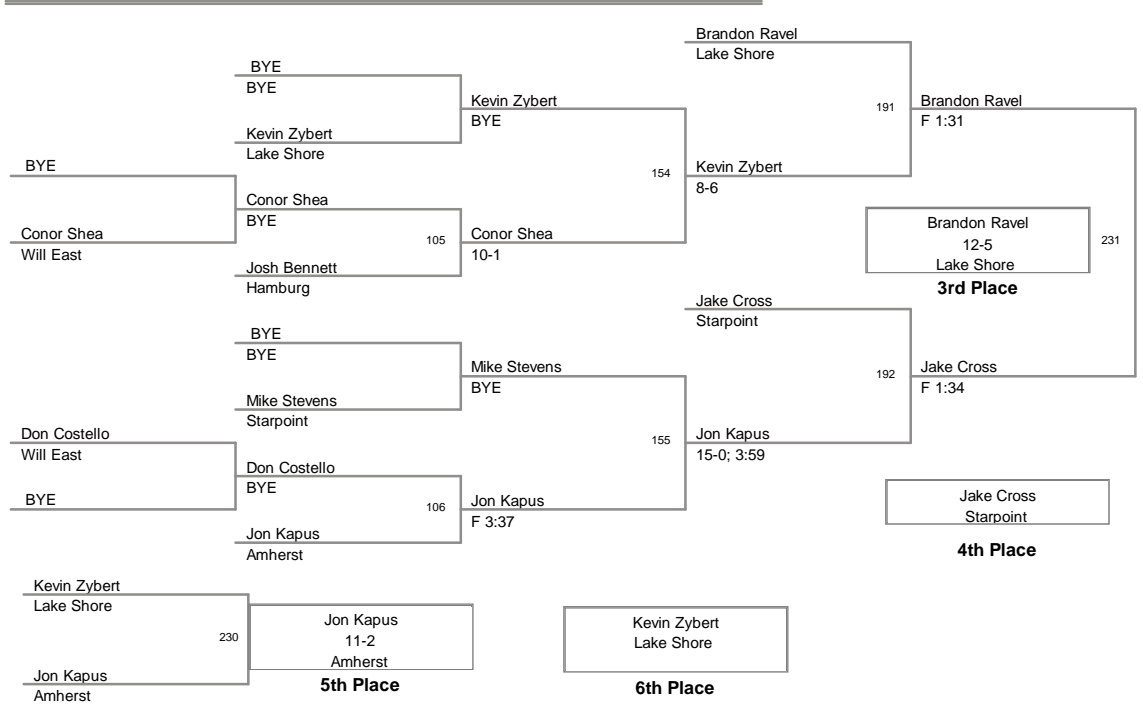 Brandon Ravel
Lake Shore
BYE
BYE
Kevin Zybert
BYE
191
Brandon Ravel
F 1:31
Kevin Zybert
Lake Shore
BYE
154
Kevin Zybert
8-6
Conor Shea
BYE
Conor Shea
Will East
105
Conor Shea
10-1
Brandon Ravel
12-5
Lake Shore
3rd Place
231
Josh Bennett
Hamburg
Jake Cross
Starpoint
BYE
BYE
Mike Stevens
BYE
192
Jake Cross
F 1:34
Mike Stevens
Starpoint
Don Costello
Will East
155
Jon Kapus
15-0; 3:59
Don Costello
BYE
BYE
106
Jon Kapus
F 3:37
Jake Cross
Starpoint
4th Place
Jon Kapus
Amherst
Kevin Zybert
Lake Shore
230
Jon Kapus
11-2
Amherst
5th Place
Kevin Zybert
Lake Shore
6th Place
Jon Kapus
Amherst